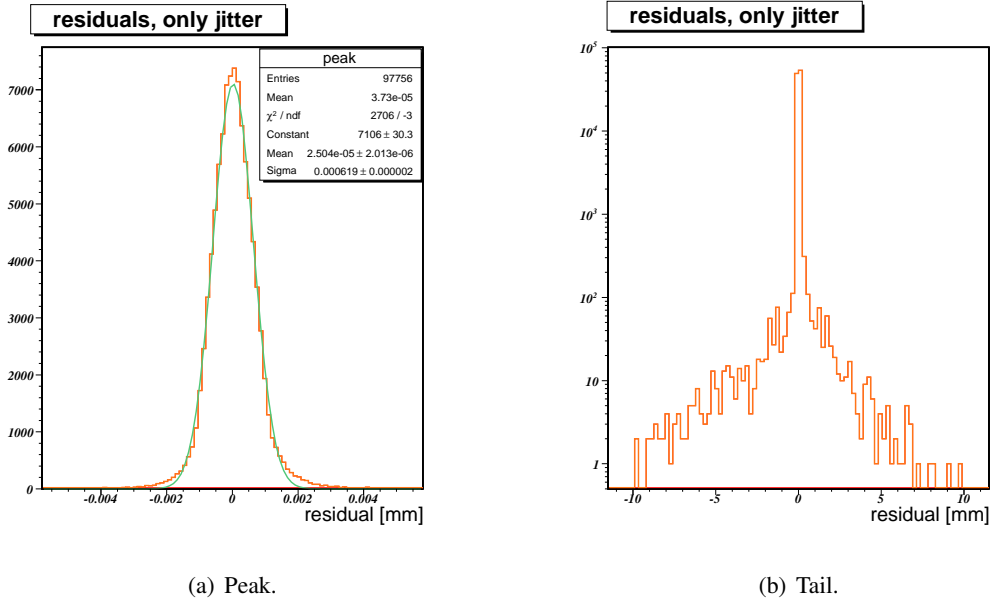 residuals, only jitter
peak
Entries 97756
Mean 3.73e-05
χ² / ndf 2706 / -3
Constant 7106 ± 30.3
Mean 2.504e-05 ± 2.013e-06
Sigma 0.000619 ± 0.000002
7000
6000
5000
4000
3000
2000
1000
0
-0.004 -0.002 0 0.002 0.004
residual [mm]
(a) Peak.
residuals, only jitter
10⁵
10⁴
10³
10²
10
1
-10 -5 0 5 10
residual [mm]
(b) Tail.